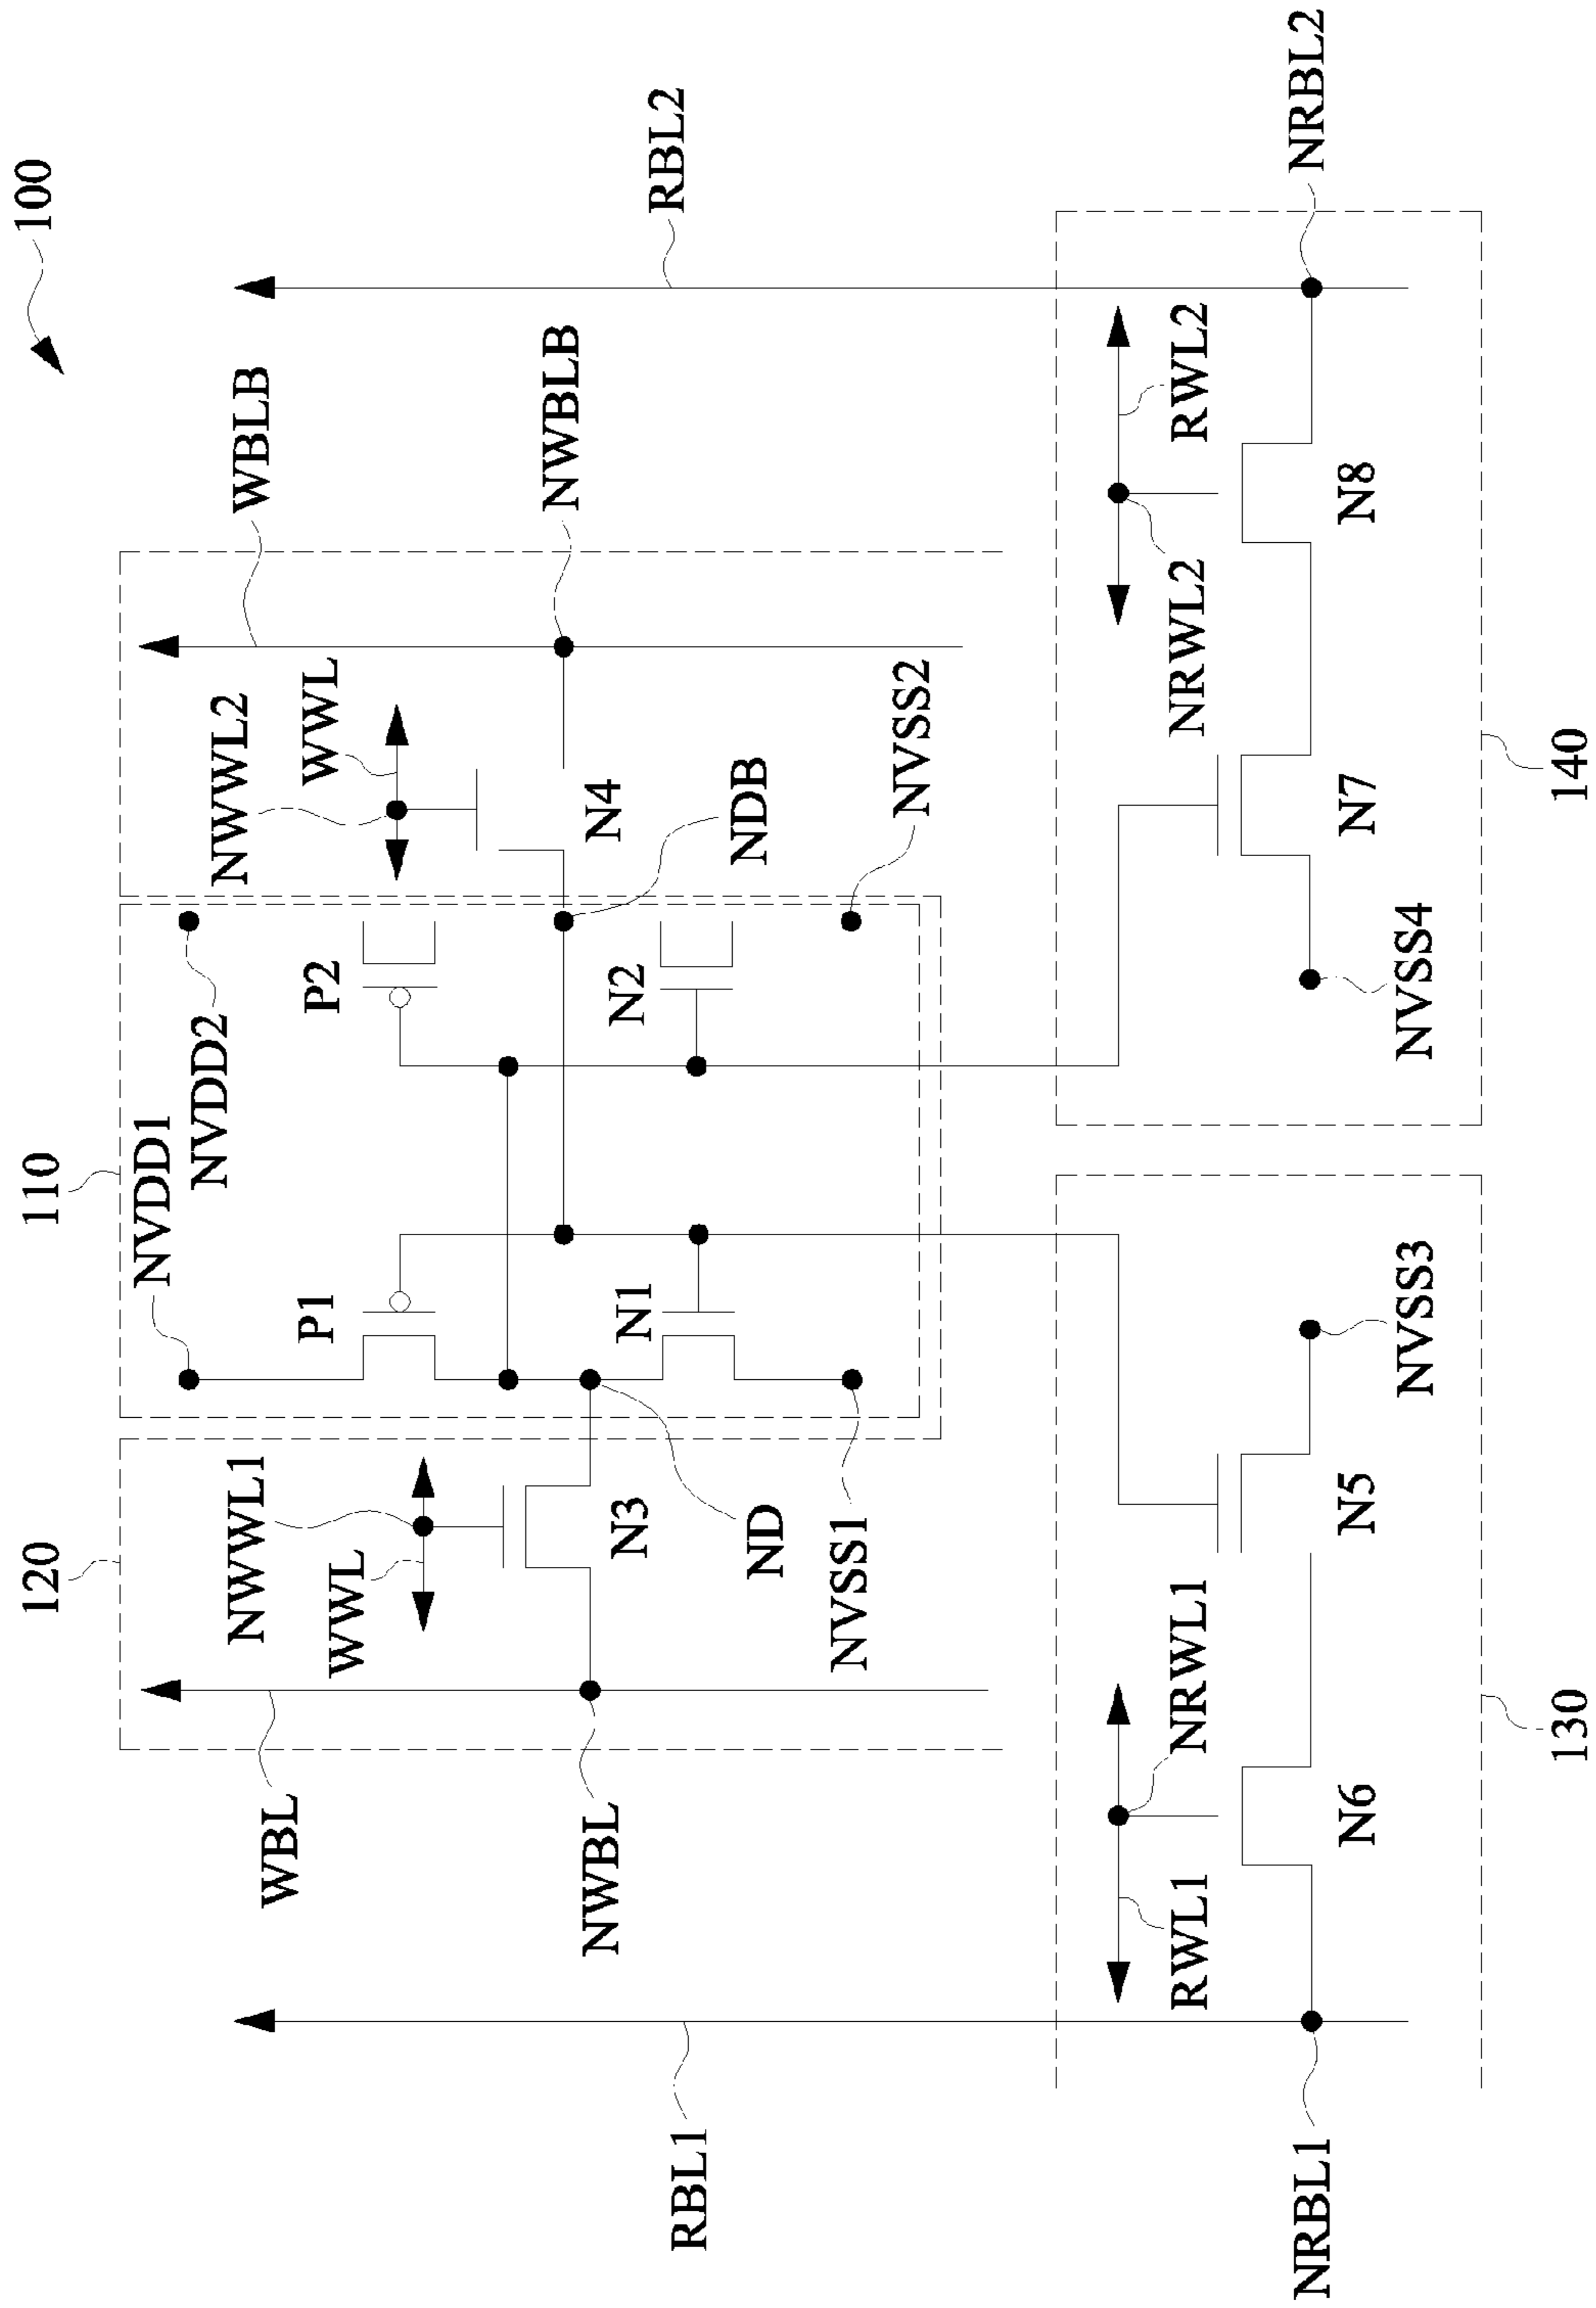 100
110
120
NVDD1
NVDD2
NWWL2
WBLB
WBL
NWWL1
WWL
WWL
P1
P2
N3
N1
N2
N4
NWBL
NWBLB
RBL1
RBL2
ND
NDB
NVSS1
NVSS2
RWL1
NRWL1
NRWL2
RWL2
NRBL1
NRBL2
N6
N5
N7
N8
NVSS3
NVSS4
130
140